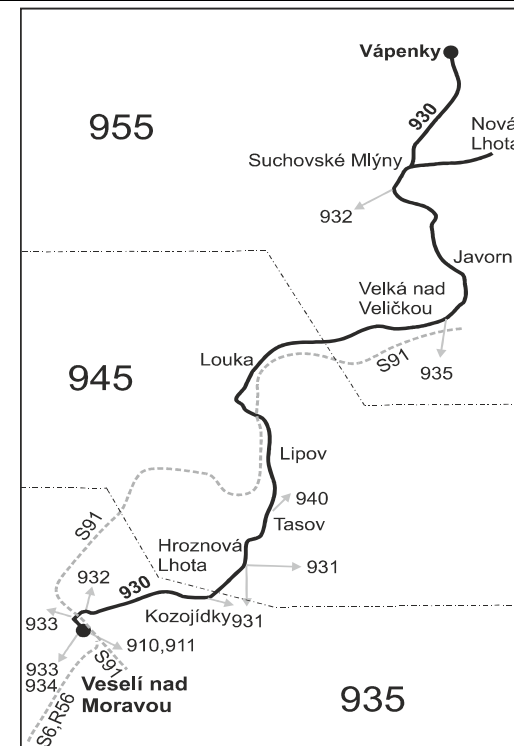 Vápenky
930
955
Nová
Lhota
Suchovské Mlýny
932
Javorn
Velká nad
Veličkou
Louka
S91
935
945
Lipov
940
S91
Tasov
Hroznová
Lhota
931
932
930
Kozojídky
931
933
910,911
933
934
S91
Veselí nad
Moravou
935
S6,R56